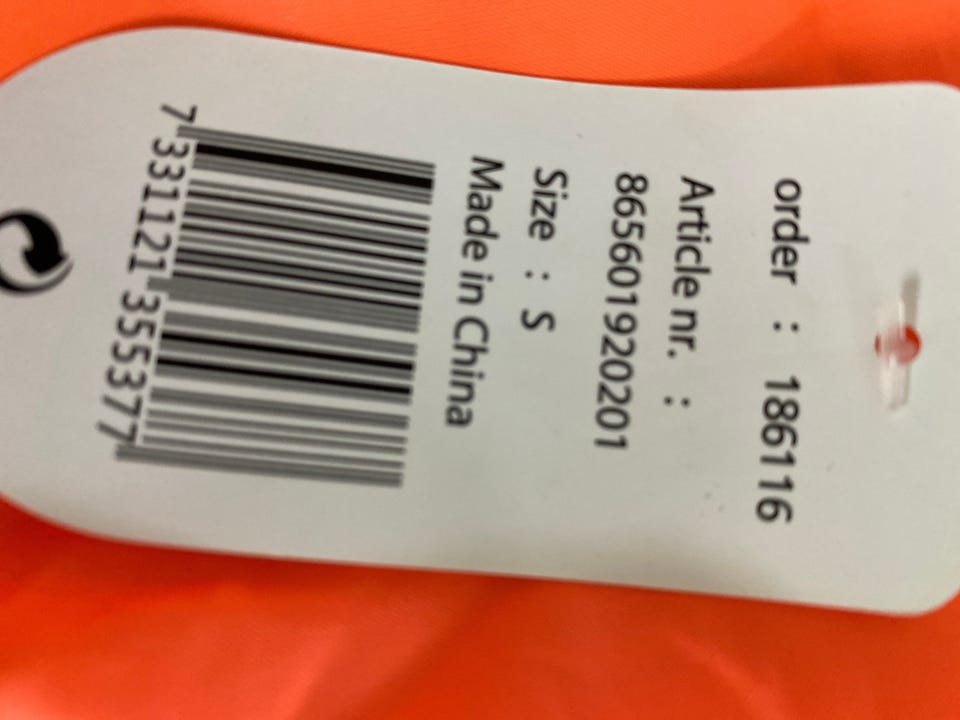 order : 186116
Article nr. :
865601920201
Size : S
Made in China
7 331121 355377